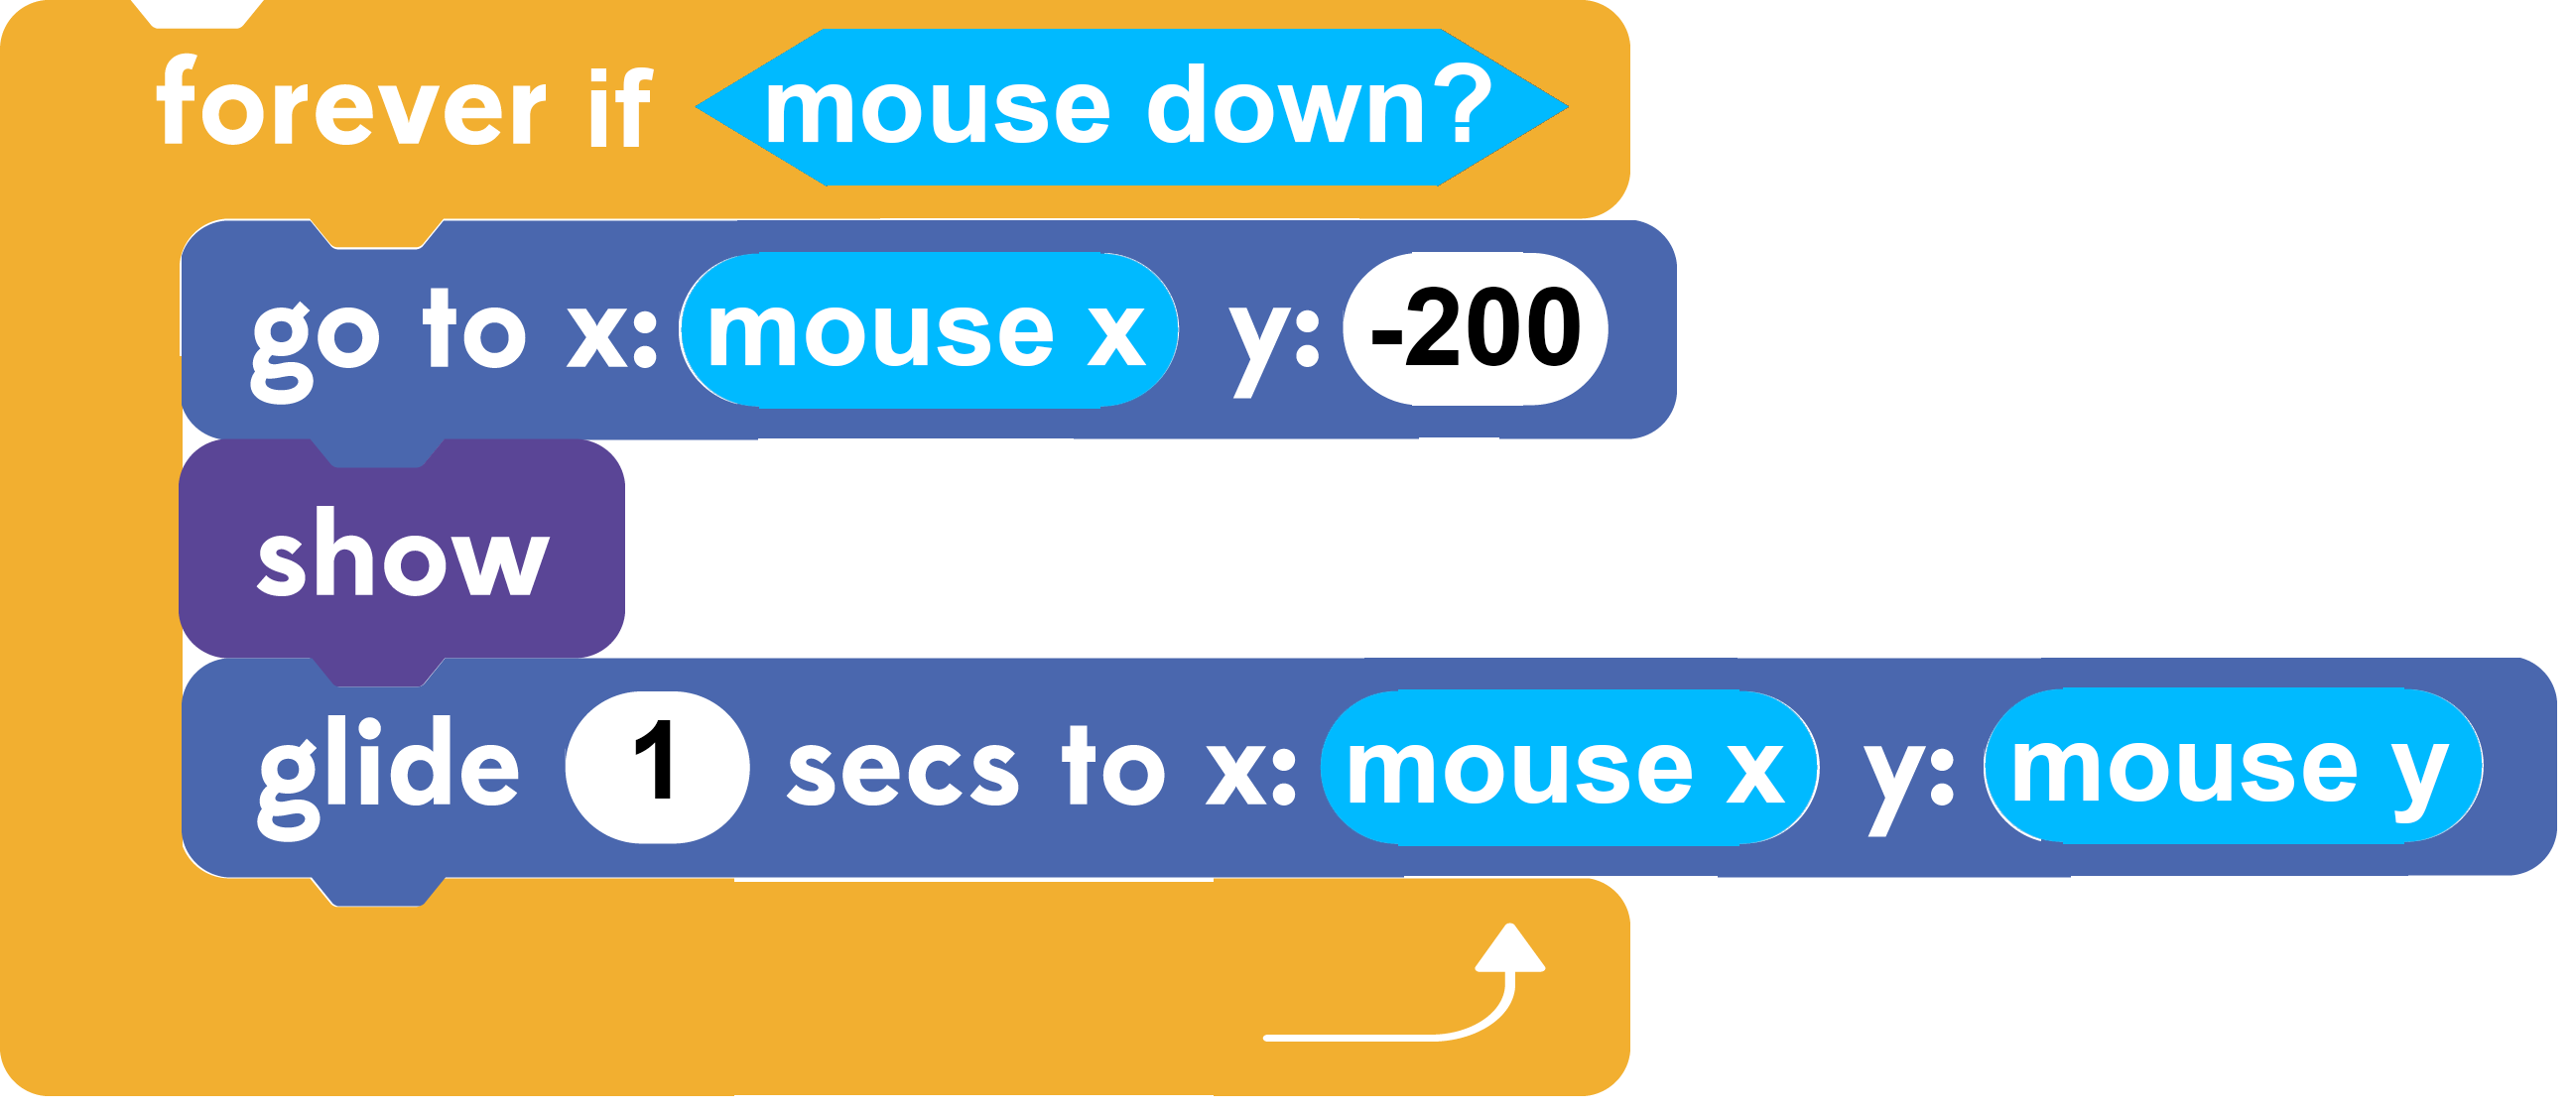 forever if mouse down?
go to x: mouse x y: -200
show
glide 1 secs to x: mouse x y: mouse y